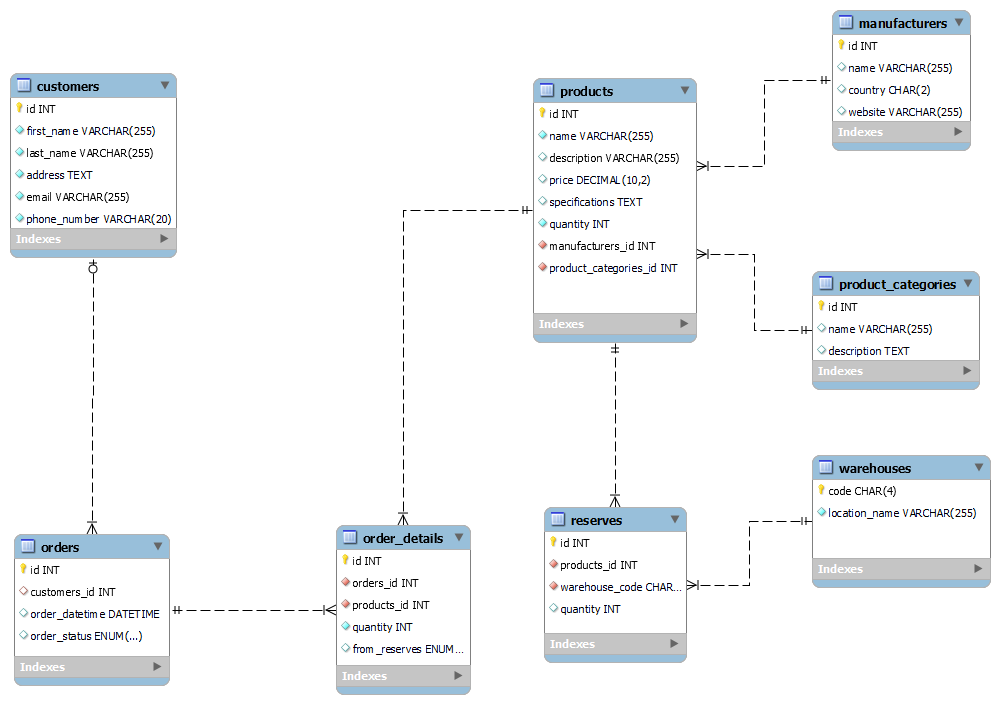 customers
id INT
first_name VARCHAR(255)
last_name VARCHAR(255)
address TEXT
email VARCHAR(255)
phone_number VARCHAR(20)
Indexes
products
id INT
name VARCHAR(255)
description VARCHAR(255)
price DECIMAL(10,2)
specifications TEXT
quantity INT
manufacturers_id INT
product_categories_id INT
Indexes
manufacturers
id INT
name VARCHAR(255)
country CHAR(2)
website VARCHAR(255)
Indexes
product_categories
id INT
name VARCHAR(255)
description TEXT
Indexes
warehouses
code CHAR(4)
location_name VARCHAR(255)
Indexes
orders
id INT
customers_id INT
order_datetime DATETIME
order_status ENUM(...)
Indexes
order_details
id INT
orders_id INT
products_id INT
quantity INT
from_reserves ENUM...
Indexes
reserves
id INT
products_id INT
warehouse_code CHAR...
quantity INT
Indexes